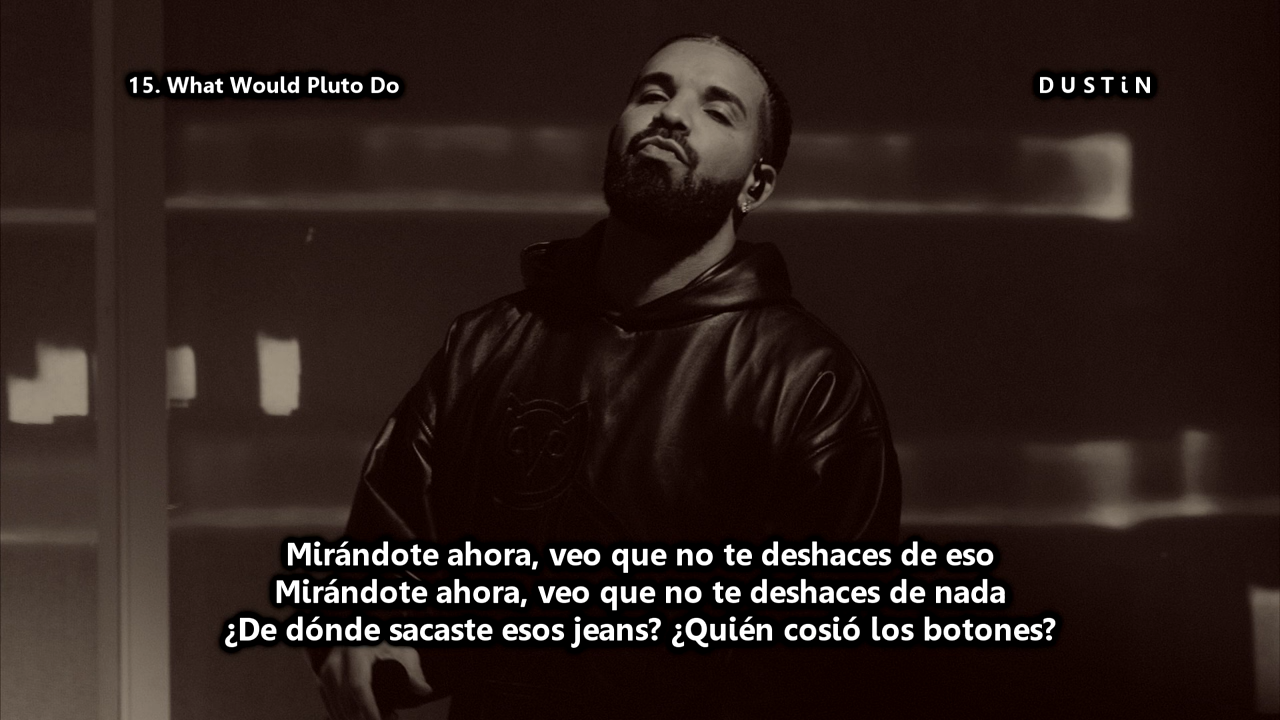 15. What Would Pluto Do
DUSTiN
Mirándote ahora, veo que no te deshaces de eso
Mirándote ahora, veo que no te deshaces de nada
¿De dónde sacaste esos jeans? ¿Quién cosió los botones?